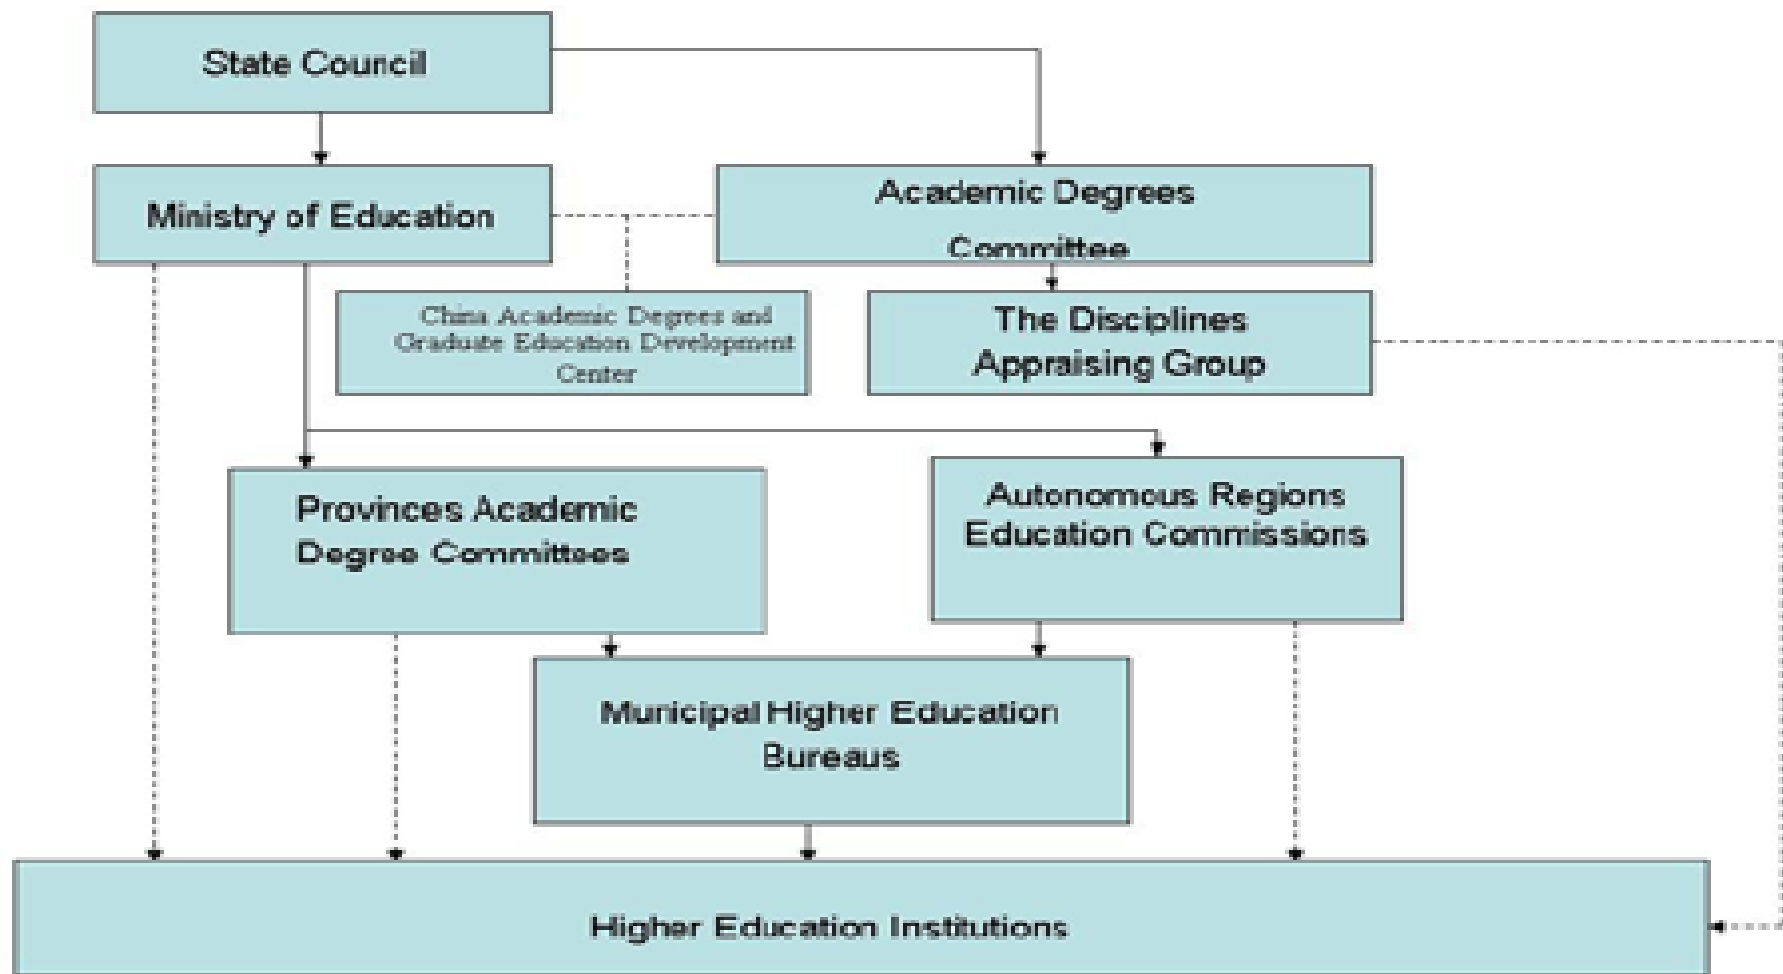 State Council
Ministry of Education
Academic Degrees
Committee
China Academic Degrees and
Graduate Education Development
Center
The Disciplines
Appraising Group
Provinces Academic
Degree Committees
Autonomous Regions
Education Commissions
Municipal Higher Education
Bureaus
Higher Education Institutions